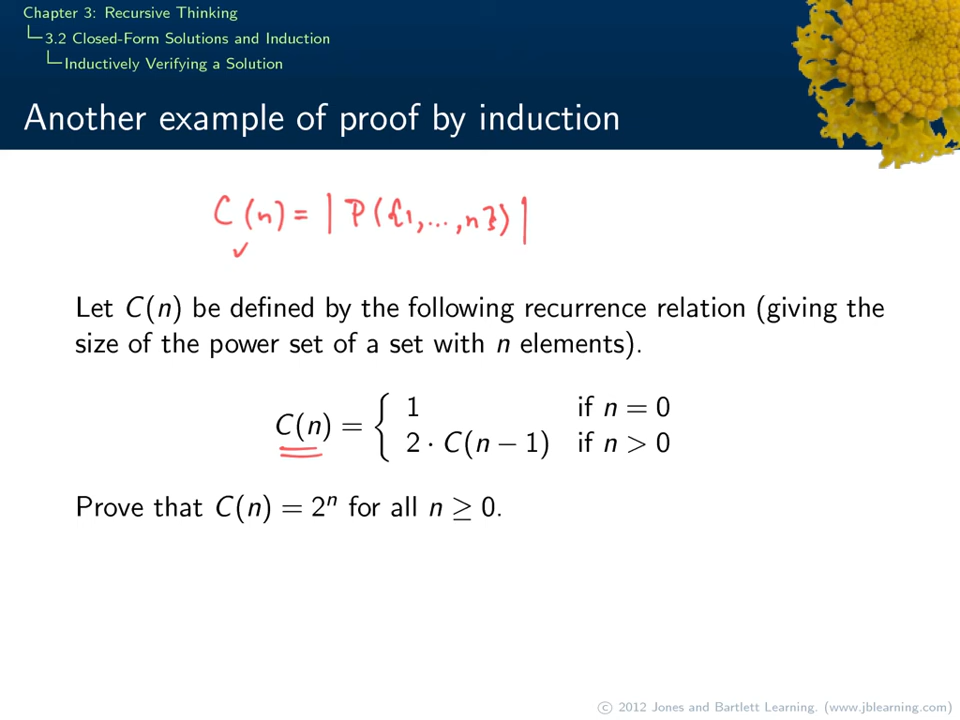 Chapter 3: Recursive Thinking
3.2 Closed-Form Solutions and Induction
Inductively Verifying a Solution
Another example of proof by induction
C(n) = | P({1,...,n}) |
✓
Let C(n) be defined by the following recurrence relation (giving the
size of the power set of a set with n elements).
C(n) = { 1 if n = 0
2 · C(n − 1) if n > 0
Prove that C(n) = 2ⁿ for all n ≥ 0.
© 2012 Jones and Bartlett Learning. (www.jblearning.com)